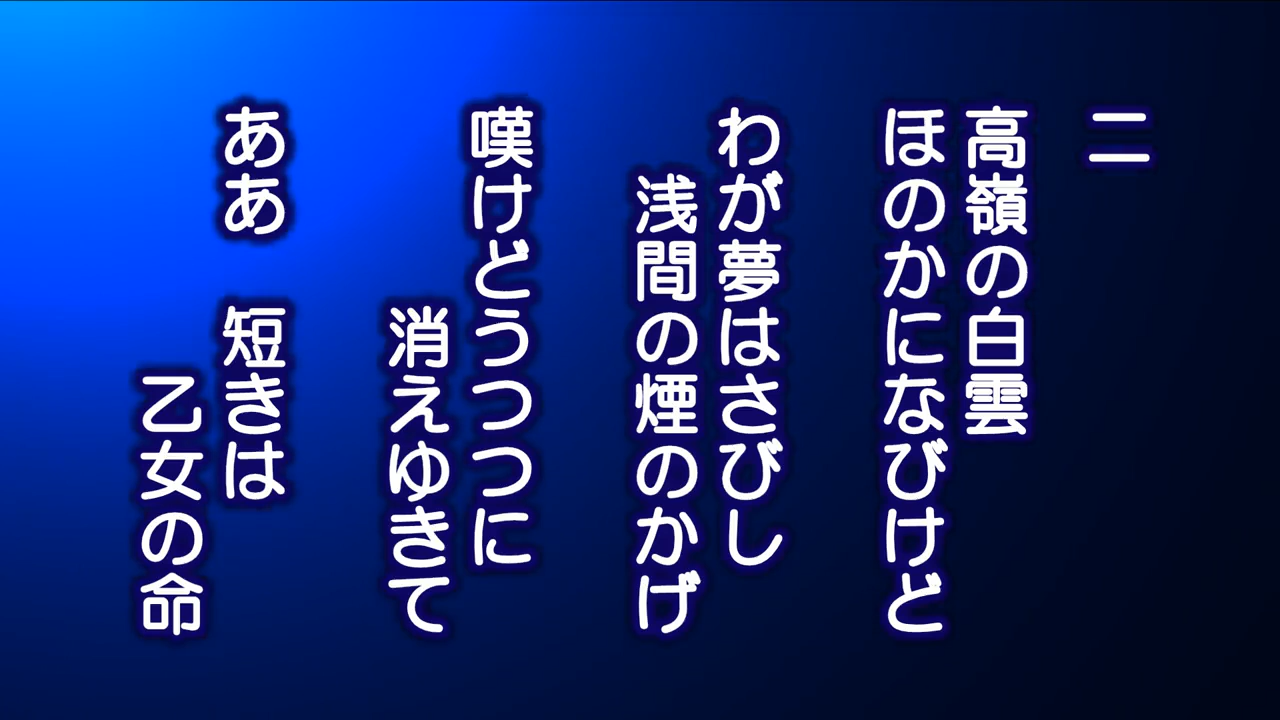 二
高嶺の白雲
ほのかになびけど
わが夢はさびし
浅間の煙のかげ
嘆けどうつつに
消えゆきて
ああ　短きは
乙女の命